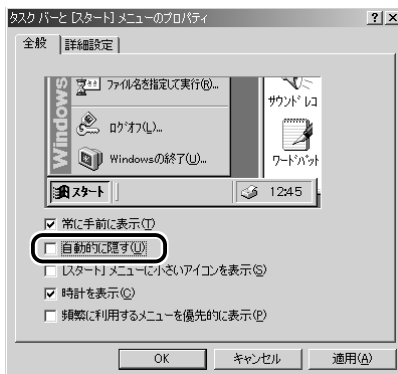 タスク バーと [スタート] メニューのプロパティ
全般 詳細設定
Windows
ファイル名を指定して実行(R)...
ログオフ(L)...
Windowsの終了(U)...
サウンド レコ
ワードパット
スタート
12:45
常に手前に表示(T)
自動的に隠す(U)
[スタート] メニューに小さいアイコンを表示(S)
時計を表示(C)
頻繁に利用するメニューを優先的に表示(P)
OK キャンセル 適用(A)